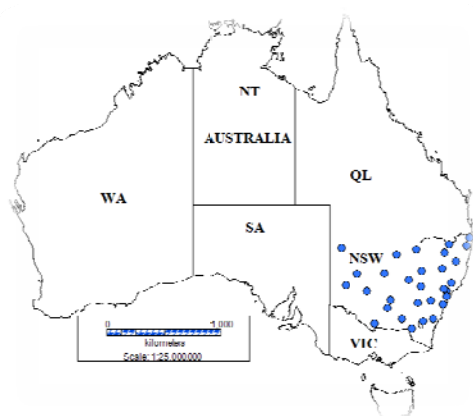 NT
AUSTRALIA
QL
WA
SA
NSW
VIC
0 1,000
kilometers
Scale: 1:25,000,000